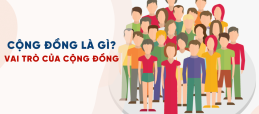 CỘNG ĐỒNG LÀ GÌ?
VAI TRÒ CỦA CỘNG ĐỒNG